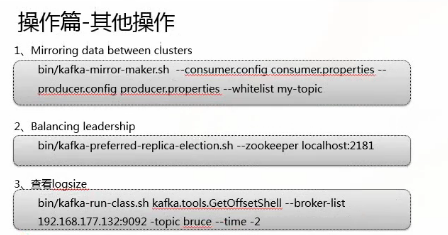 操作篇-其他操作
1、Mirroring data between clusters
bin/kafka-mirror-maker.sh --consumer.config consumer.properties --
producer.config producer.properties --whitelist my-topic
2、Balancing leadership
bin/kafka-preferred-replica-election.sh --zookeeper localhost:2181
3、查看logsize
bin/kafka-run-class.sh kafka.tools.GetOffsetShell --broker-list
192.168.177.132:9092 -topic bruce --time -2